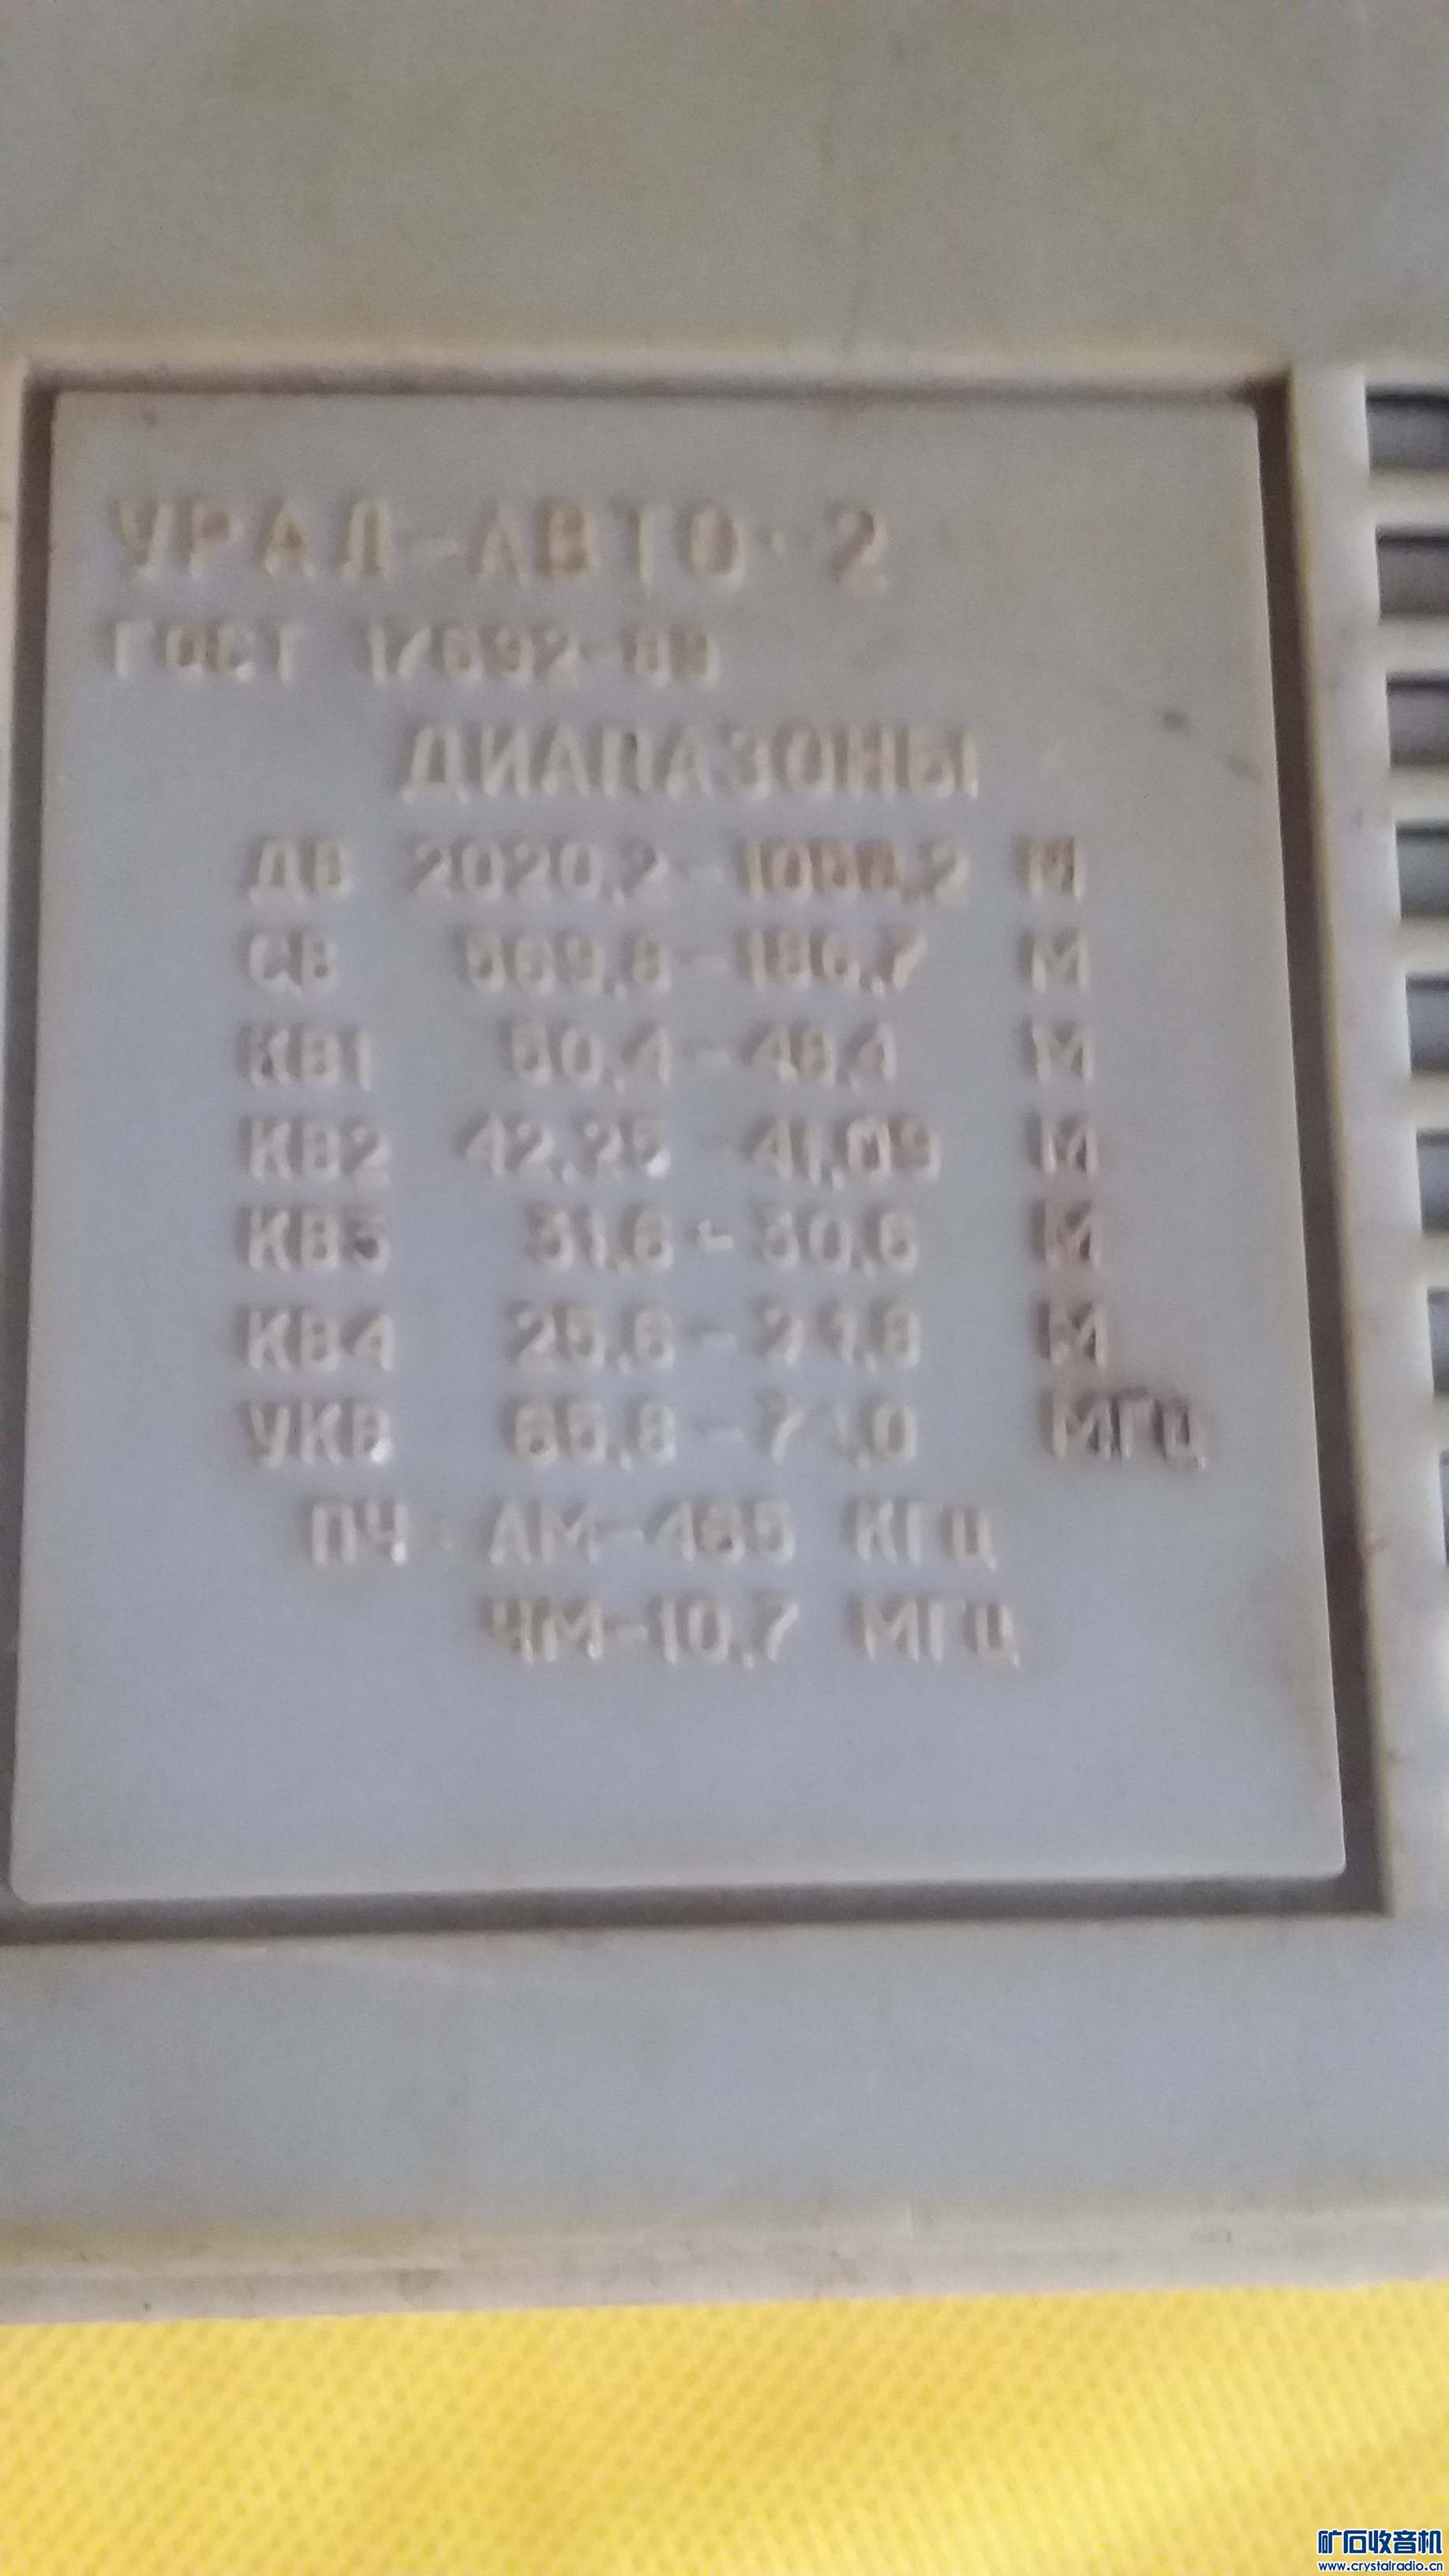 УРАЛ-АВТО-2
ГОСТ 17692-89
ДИАПАЗОНЫ
ДВ 2020,2-1050,2 М
СВ 569,8-186,7 М
КВ1 50,4-48,4 М
КВ2 42,25-41,09 М
КВ3 31,6-30,6 М
КВ4 25,6-24,8 М
УКВ 65,8-74,0 МГЦ
ПЧ АМ-465 КГЦ
ЧМ-10,7 МГЦ
矿石收音机
www.crystalradio.cn